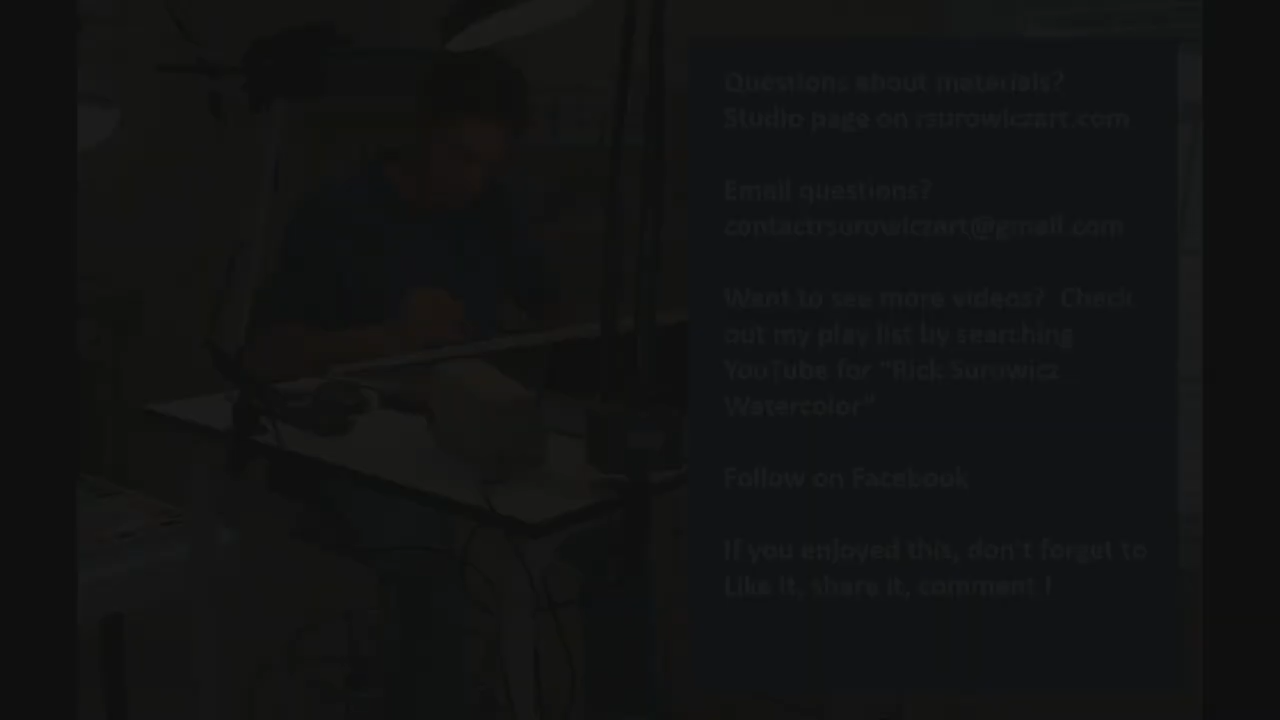 Questions about materials?
Studio page on rsurowiczart.com
Email questions?
contactrsurowiczart@gmail.com
Want to see more videos? Check
out my play list by searching
YouTube for "Rick Surowicz
Watercolor"
Follow on Facebook
If you enjoyed this, don't forget to
Like it, share it, comment !